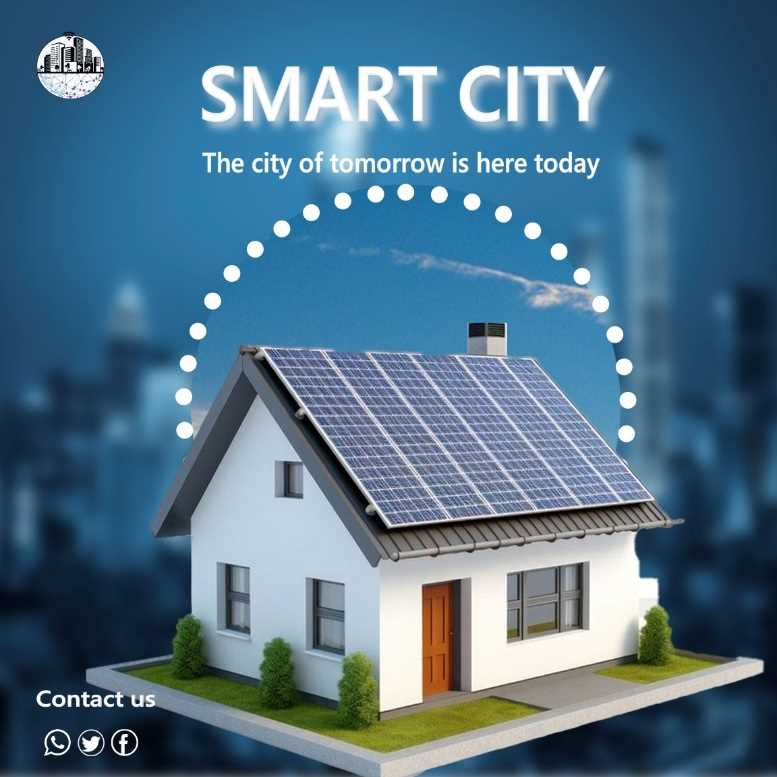 SMART CITY
The city of tomorrow is here today
Contact us